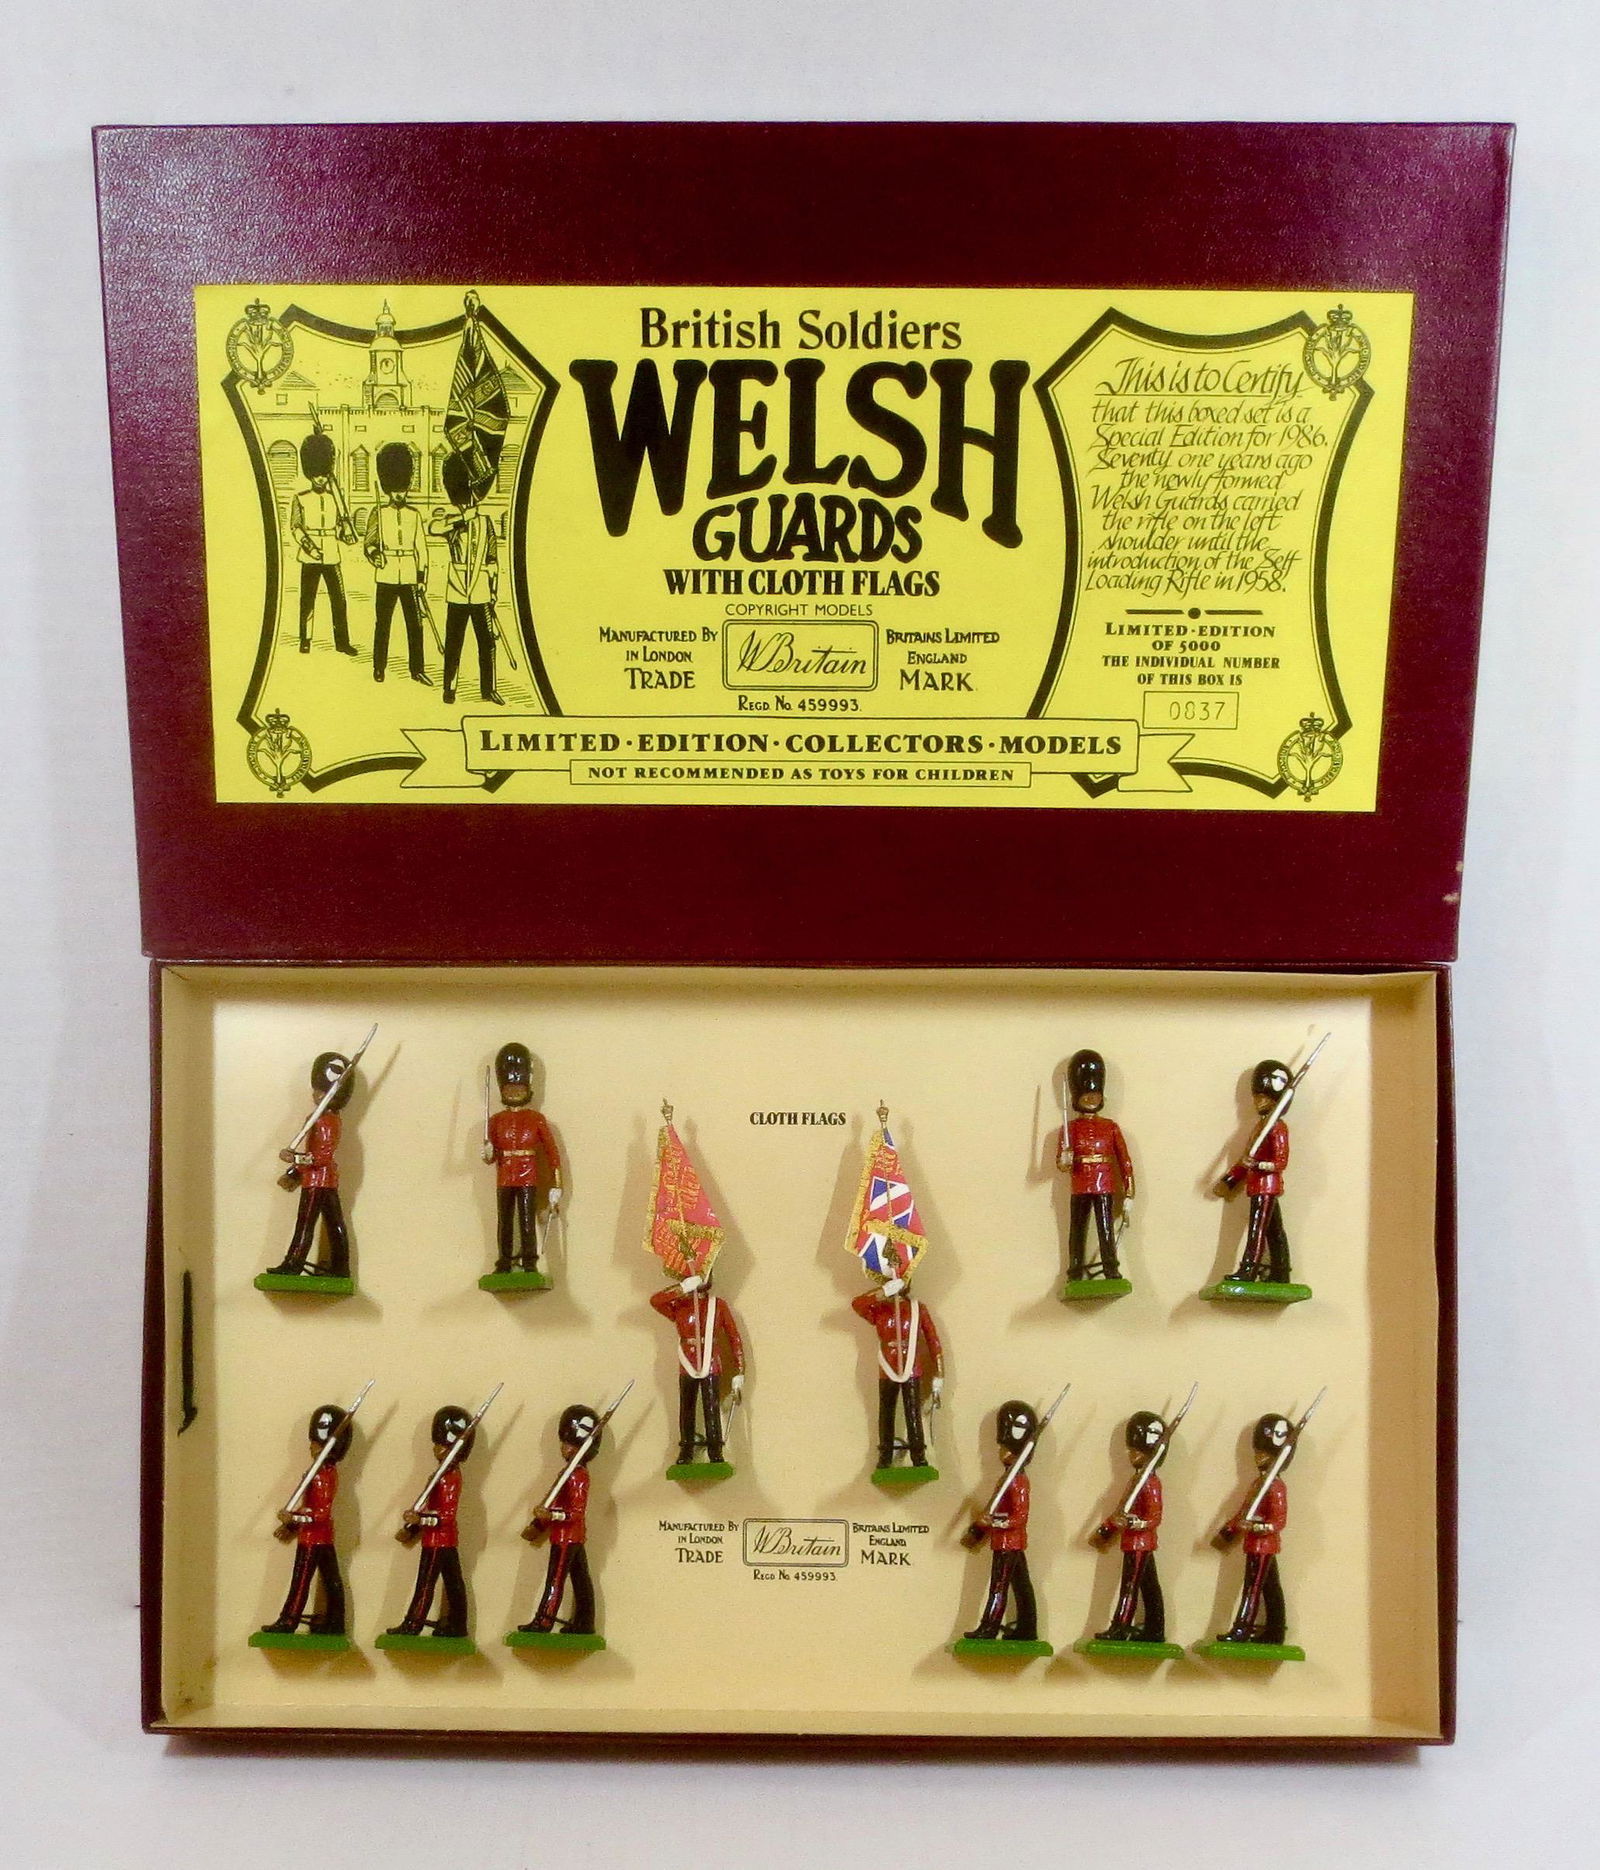 British Soldiers
WELSH
GUARDS
WITH CLOTH FLAGS
COPYRIGHT MODELS
MANUFACTURED BY
IN LONDON
TRADE
WBritain
BRITAINS LIMITED
ENGLAND
MARK.
REGD. No. 459993.
LIMITED·EDITION·COLLECTORS·MODELS
NOT RECOMMENDED AS TOYS FOR CHILDREN
This is to Certify
that this boxed set is a
Special Edition for 1986.
Seventy one years ago
the newly formed
Welsh Guards carried
the rifle on the left
shoulder until the
introduction of the Self
Loading Rifle in 1958.
LIMITED·EDITION
OF 5000
THE INDIVIDUAL NUMBER
OF THIS BOX IS
0837
CLOTH FLAGS
MANUFACTURED BY
IN LONDON
TRADE
WBritain
BRITAINS LIMITED
ENGLAND
MARK
REGD No. 459993.